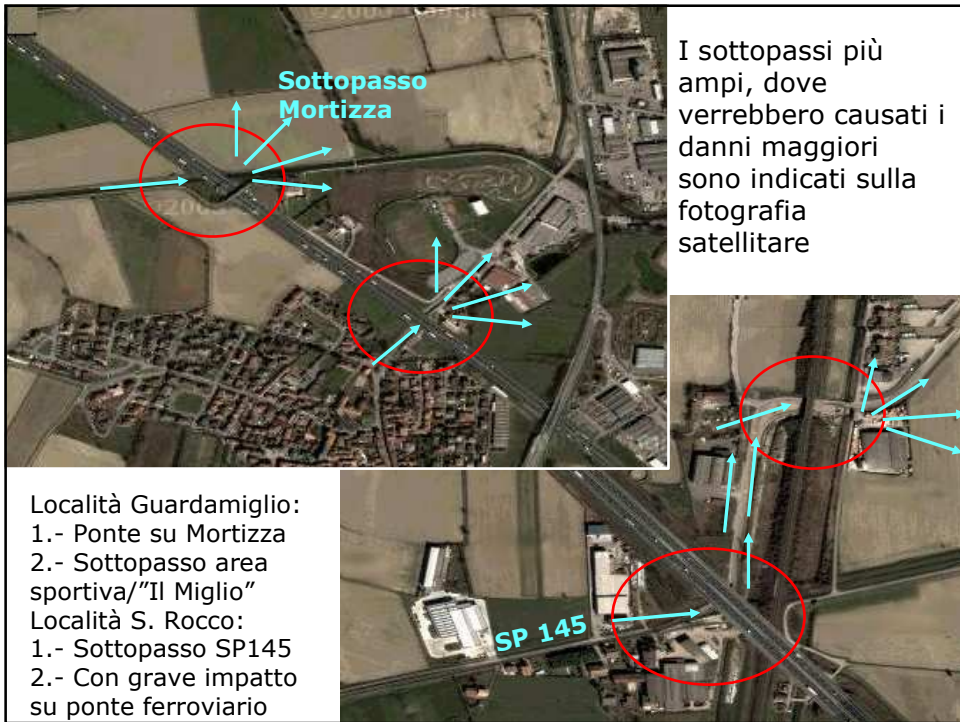 Sottopasso
Mortizza
I sottopassi più
ampi, dove
verrebbero causati i
danni maggiori
sono indicati sulla
fotografia
satellitare
Località Guardamiglio:
1.- Ponte su Mortizza
2.- Sottopasso area
sportiva/”Il Miglio”
Località S. Rocco:
1.- Sottopasso SP145
2.- Con grave impatto
su ponte ferroviario
SP 145